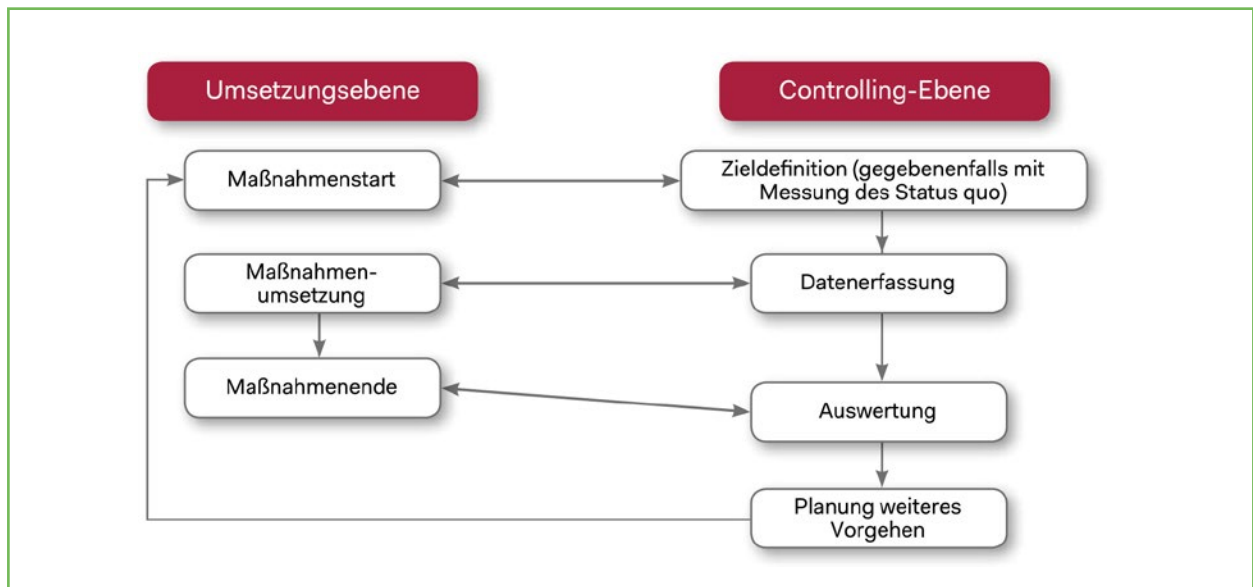 Umsetzungsebene
Controlling-Ebene
Maßnahmenstart
Zieldefinition (gegebenenfalls mit
Messung des Status quo)
Maßnahmen-
umsetzung
Datenerfassung
Maßnahmenende
Auswertung
Planung weiteres
Vorgehen